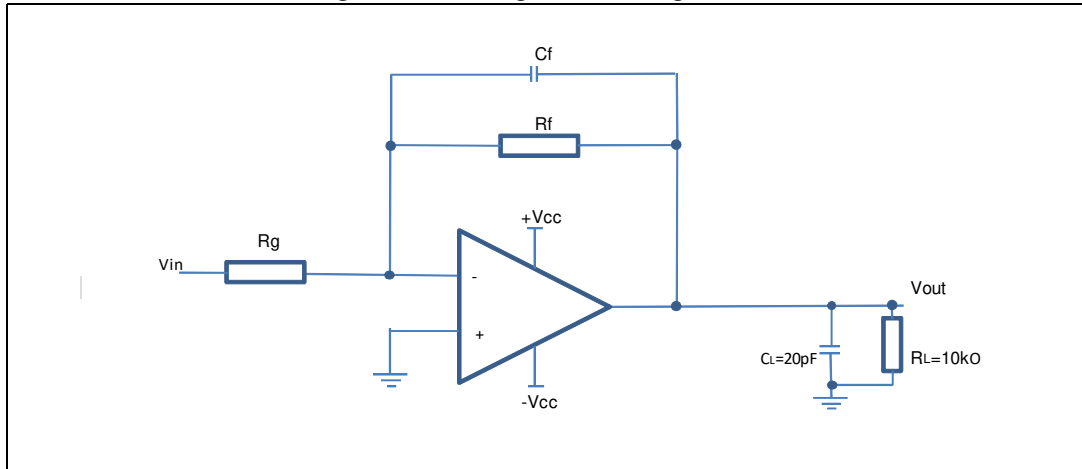 Cf
Rf
+Vcc
Rg
Vin
-
+
Vout
CL=20pF
RL=10kO
-Vcc